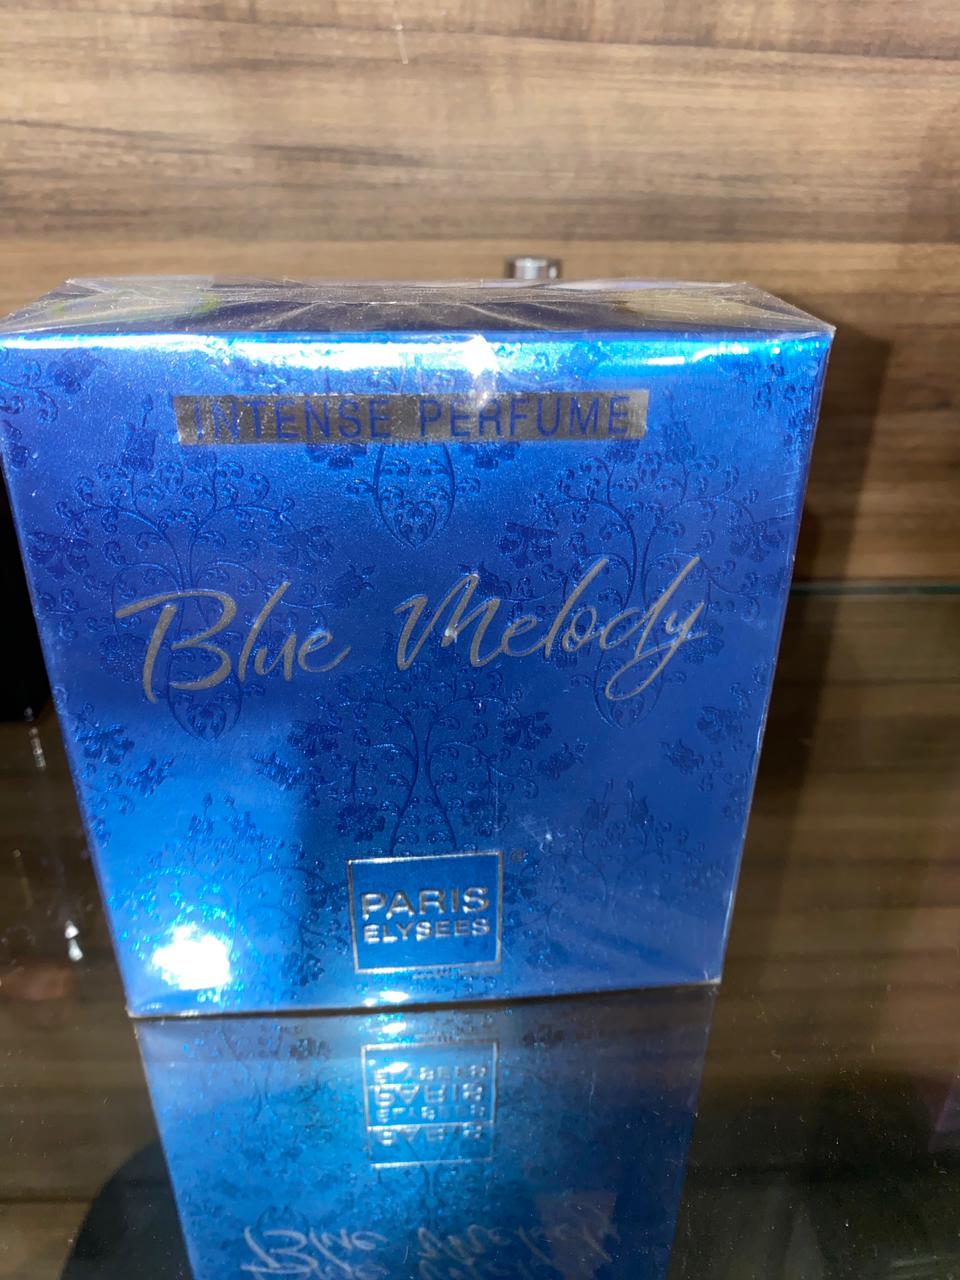 INTENSE PERFUME
Blue Melody
PARIS
ELYSEES
®